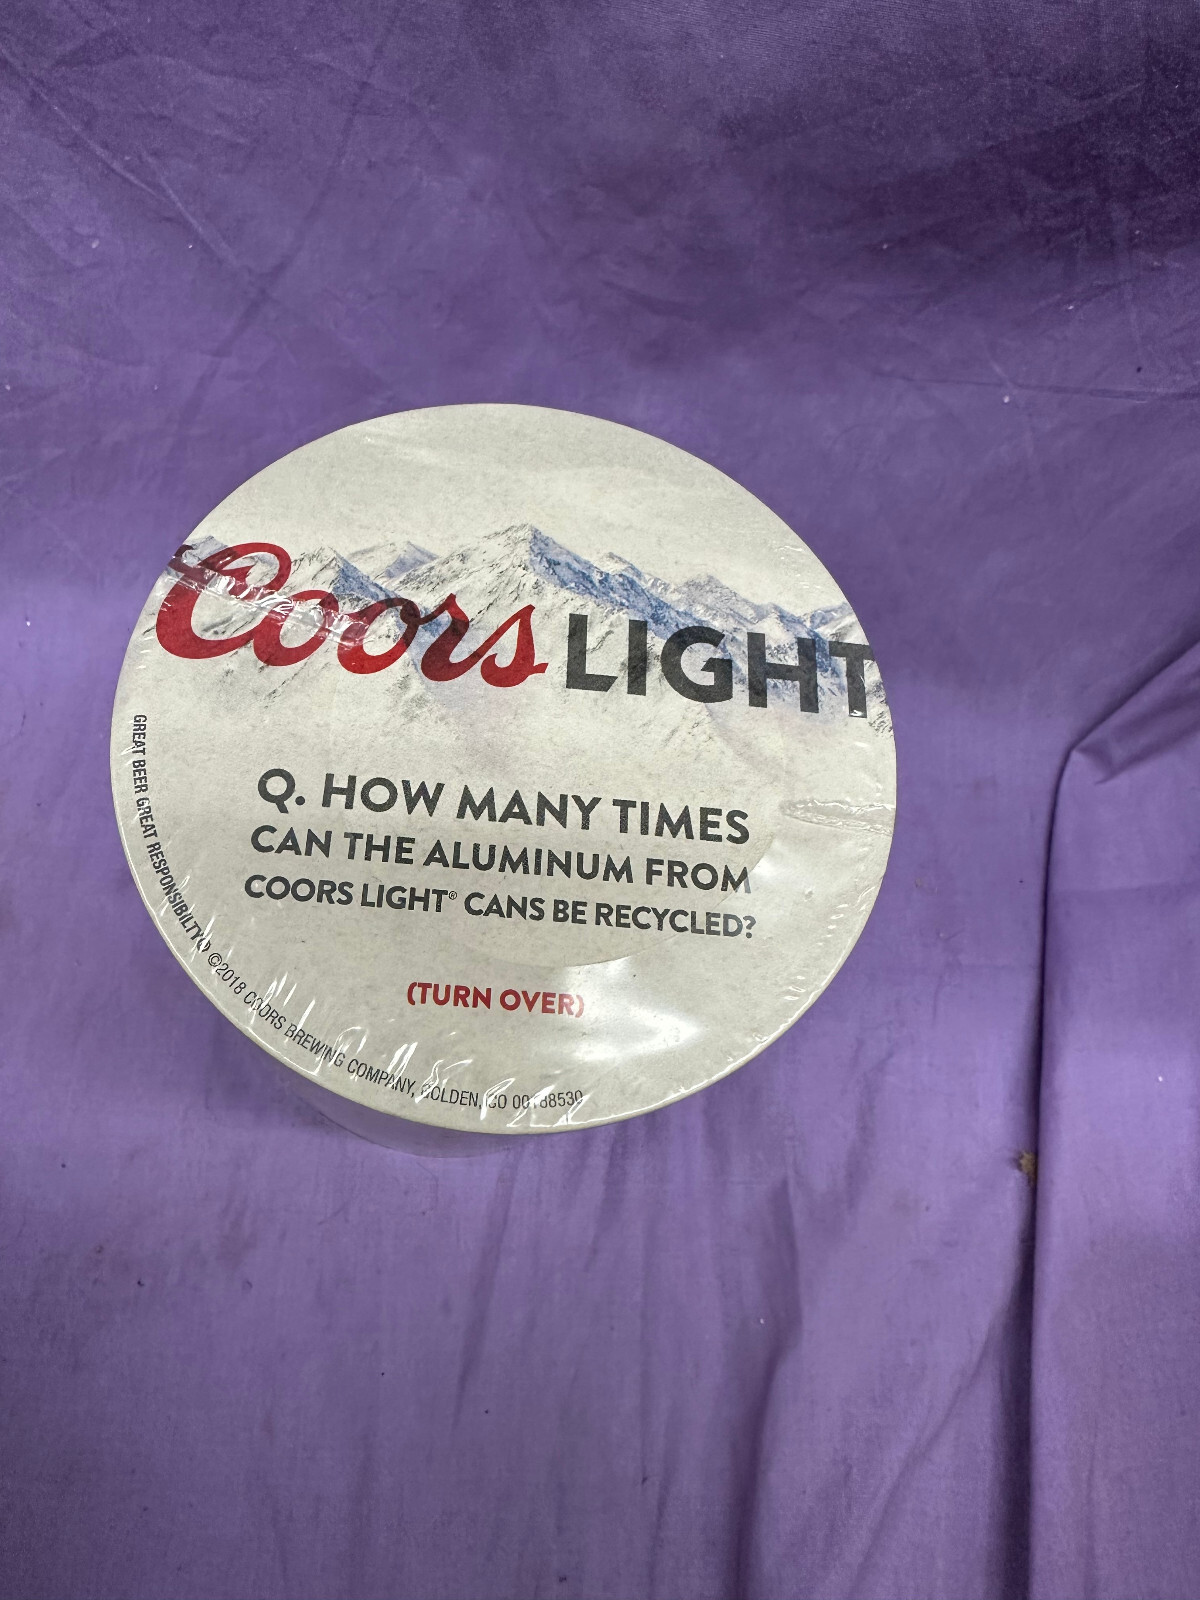 Coors LIGHT
Q. HOW MANY TIMES
CAN THE ALUMINUM FROM
COORS LIGHT® CANS BE RECYCLED?
(TURN OVER)
GREAT BEER GREAT RESPONSIBILTY® ©2018 COORS BREWING COMPANY, GOLDEN, CO